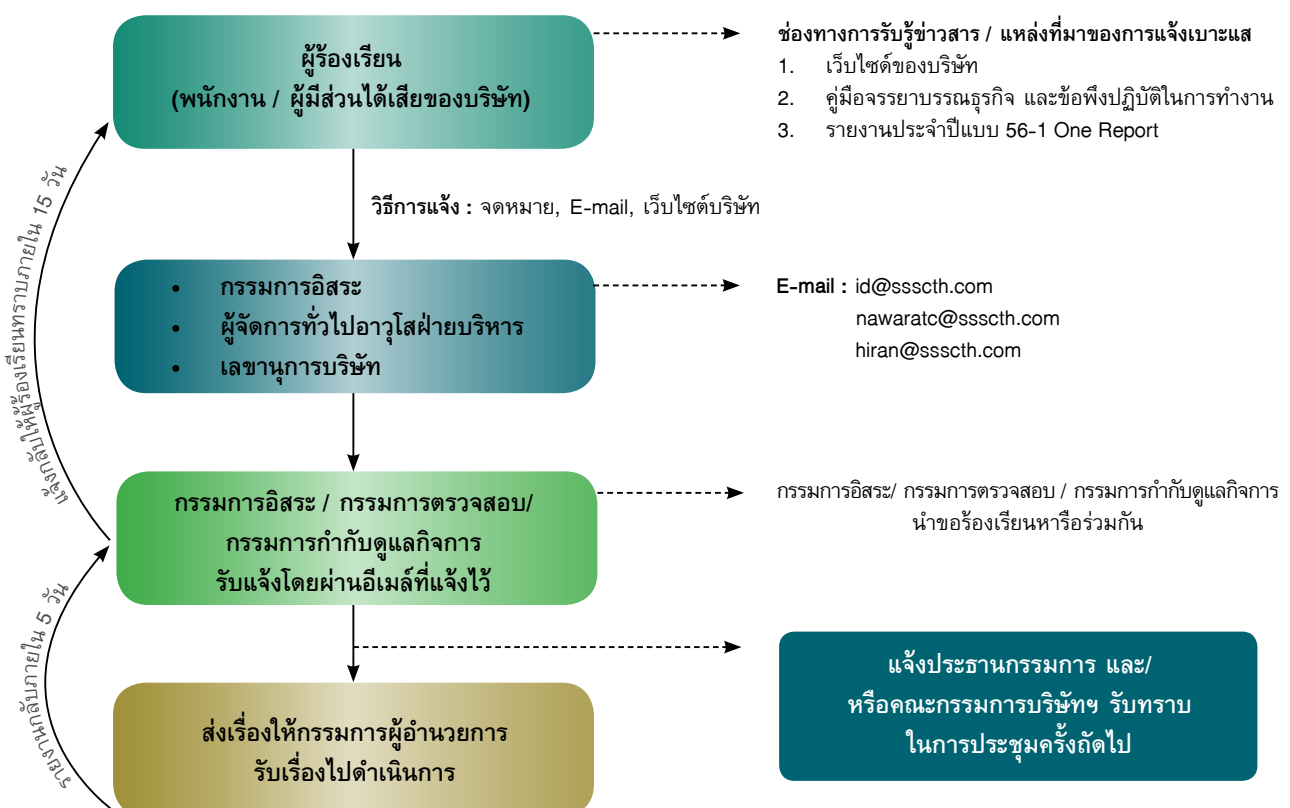 ผู้ร้องเรียน
(พนักงาน / ผู้มีส่วนได้เสียของบริษัท)
ช่องทางการรับรู้ข่าวสาร / แหล่งที่มาของการแจ้งเบาะแส
1. เว็บไซด์ของบริษัท
2. คู่มือจรรยาบรรณธุรกิจ และข้อพึงปฏิบัติในการทำงาน
3. รายงานประจำปีแบบ 56-1 One Report
วิธีการแจ้ง : จดหมาย, E-mail, เว็บไซต์บริษัท
• กรรมการอิสระ
• ผู้จัดการทั่วไปอาวุโสฝ่ายบริหาร
• เลขานุการบริษัท
E-mail : id@ssscth.com
nawaratc@ssscth.com
hiran@ssscth.com
แจ้งกลับให้ผู้ร้องเรียนทราบภายใน 15 วัน
กรรมการอิสระ / กรรมการตรวจสอบ/
กรรมการกำกับดูแลกิจการ
รับแจ้งโดยผ่านอีเมล์ที่แจ้งไว้
กรรมการอิสระ/ กรรมการตรวจสอบ / กรรมการกำกับดูแลกิจการ
นำขอร้องเรียนหารือร่วมกัน
รายงานกลับภายใน 5 วัน
แจ้งประธานกรรมการ และ/
หรือคณะกรรมการบริษัทฯ รับทราบ
ในการประชุมครั้งถัดไป
ส่งเรื่องให้กรรมการผู้อำนวยการ
รับเรื่องไปดำเนินการ